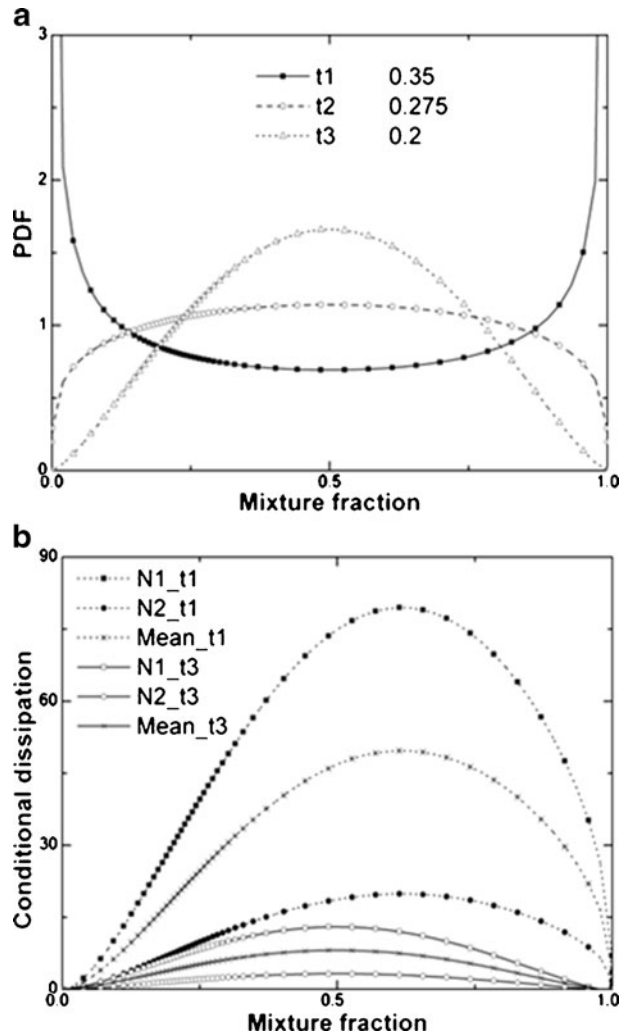 a
3
2
1
0
PDF
t1 0.35
t2 0.275
t3 0.2
0.0 0.5 1.0
Mixture fraction
b
90
60
30
0
Conditional dissipation
N1_t1
N2_t1
Mean_t1
N1_t3
N2_t3
Mean_t3
0.0 0.5 1.0
Mixture fraction